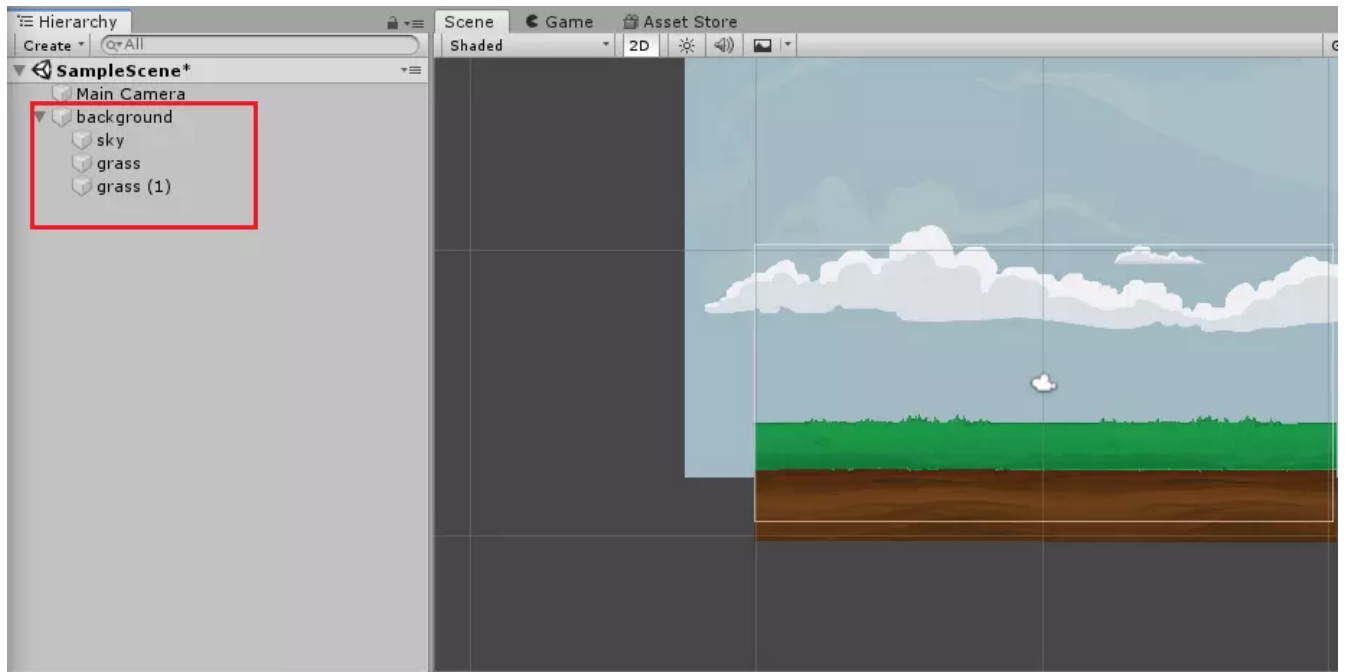 Hierarchy
Scene Game Asset Store
Create All
Shaded 2D
SampleScene*
Main Camera
background
sky
grass
grass (1)